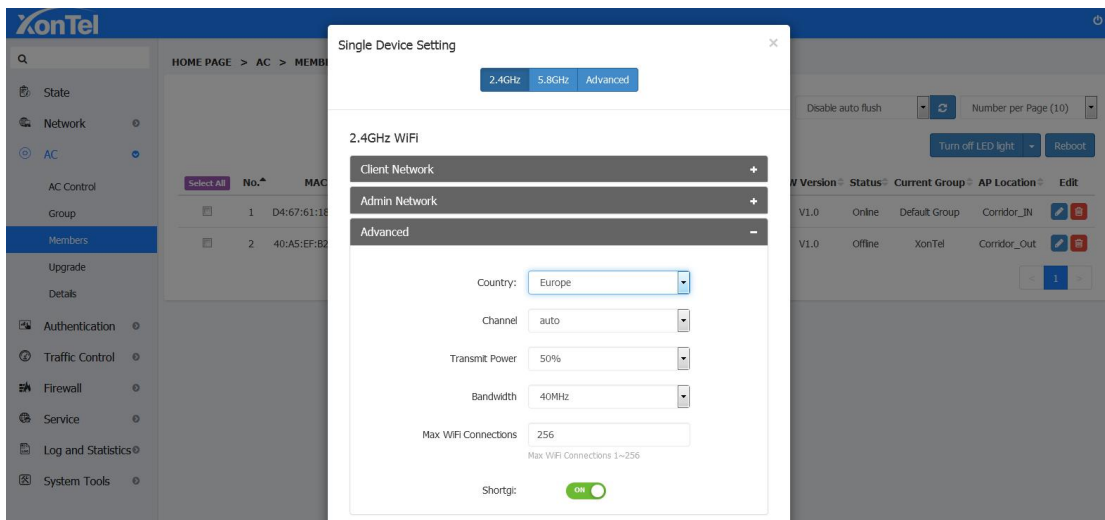 XonTel
HOME PAGE > AC > MEMB
State
Network
AC
AC Control
Group
Members
Upgrade
Details
Authentication
Traffic Control
Firewall
Service
Log and Statistics
System Tools
Single Device Setting
×
2.4GHz 5.8GHz Advanced
2.4GHz WiFi
Client Network +
Admin Network +
Advanced −
Country: Europe
Channel auto
Transmit Power 50%
Bandwidth 40MHz
Max WiFi Connections 256
Max WiFi Connections 1~256
Shortgi: ON
Disable auto flush Number per Page (10)
Turn off LED light Reboot
Select All No. MAC Version Status Current Group AP Location Edit
1 D4:67:61:18 V1.0 Online Default Group Corridor_IN
2 40:A5:EF:B2 V1.0 Offline XonTel Corridor_Out
< 1 >